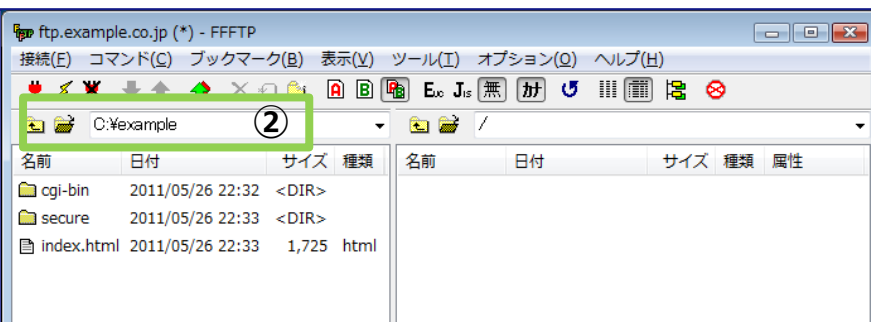 ftp.example.co.jp (*) - FFFTP
接続(F) コマンド(C) ブックマーク(B) 表示(V) ツール(T) オプション(O) ヘルプ(H)
A B Euc JIS 無 カナ
C:¥example ② /
名前 日付 サイズ 種類 名前 日付 サイズ 種類 属性
cgi-bin 2011/05/26 22:32 <DIR>
secure 2011/05/26 22:33 <DIR>
index.html 2011/05/26 22:33 1,725 html